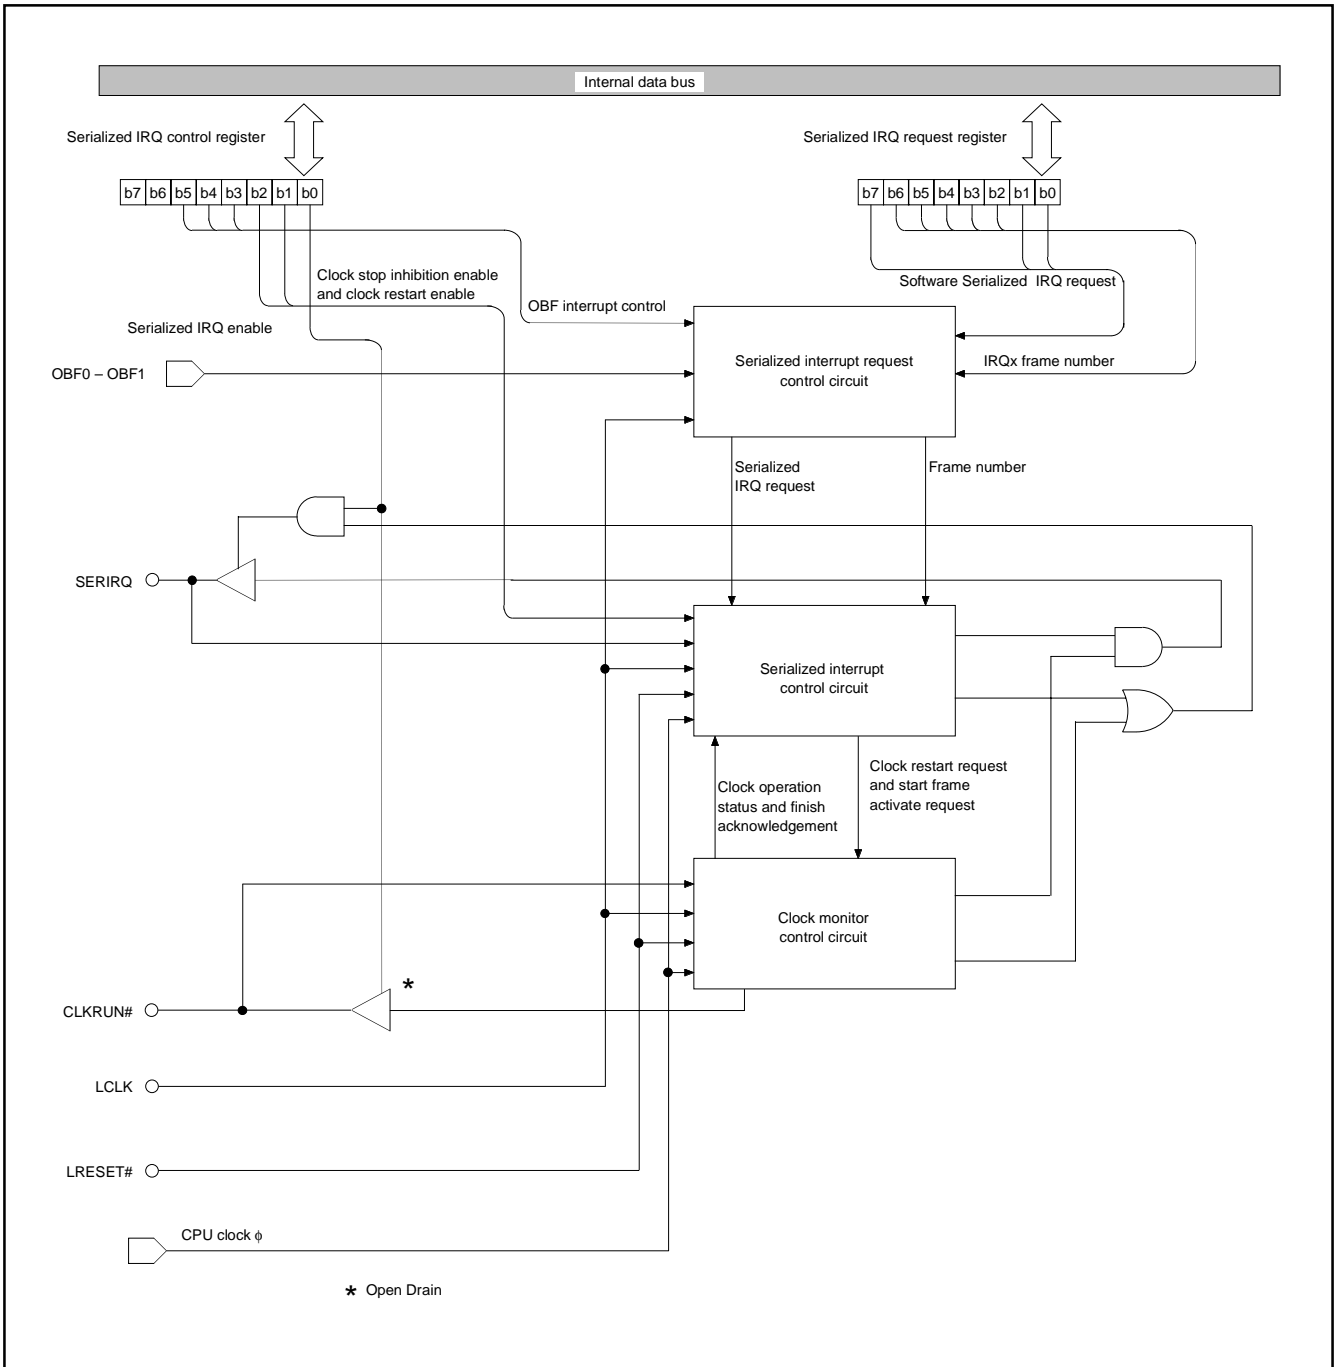 Internal data bus
Serialized IRQ control register
Serialized IRQ request register
b7 b6 b5 b4 b3 b2 b1 b0
b7 b6 b5 b4 b3 b2 b1 b0
Clock stop inhibition enable
and clock restart enable
Software Serialized IRQ request
OBF interrupt control
Serialized IRQ enable
OBF0 – OBF1
Serialized interrupt request
control circuit
IRQx frame number
Serialized
IRQ request
Frame number
SERIRQ
Serialized interrupt
control circuit
Clock operation
status and finish
acknowledgement
Clock restart request
and start frame
activate request
Clock monitor
control circuit
*
CLKRUN#
LCLK
LRESET#
CPU clock ϕ
* Open Drain